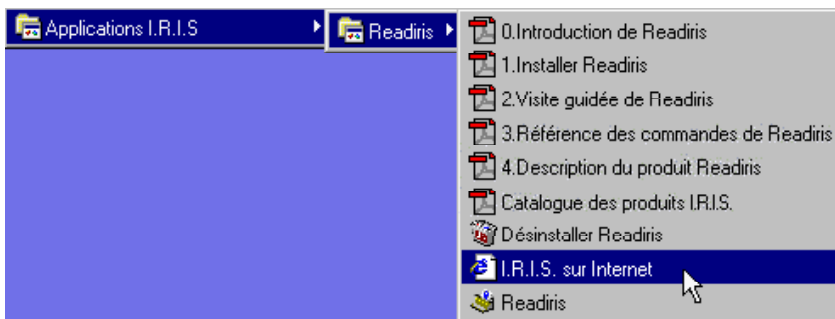 Applications I.R.I.S
Readiris
0.Introduction de Readiris
1.Installer Readiris
2.Visite guidée de Readiris
3.Référence des commandes de Readiris
4.Description du produit Readiris
Catalogue des produits I.R.I.S.
Désinstaller Readiris
I.R.I.S. sur Internet
Readiris